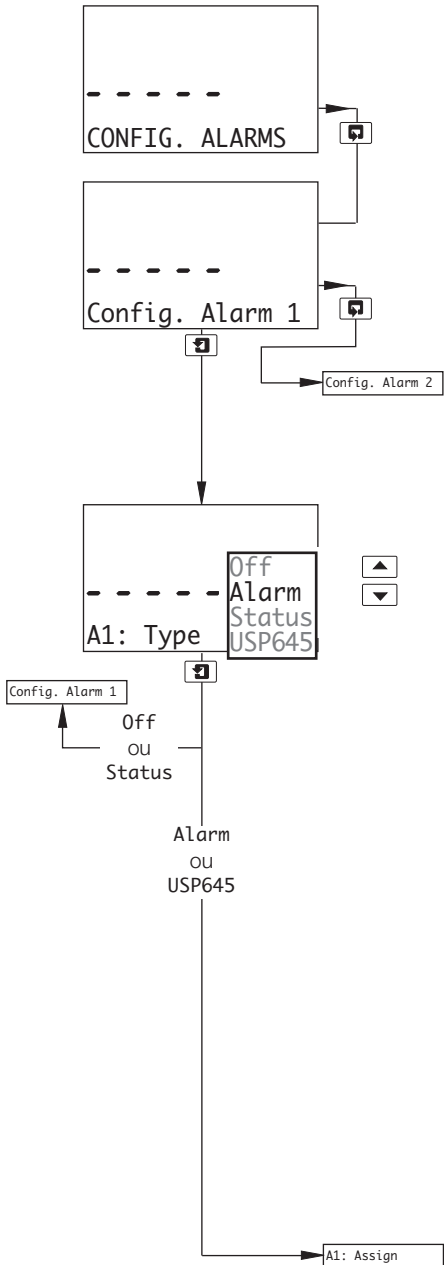 CONFIG. ALARMS
Config. Alarm 1
Config. Alarm 2
Off
Alarm
Status
USP645
A1: Type
Config. Alarm 1
Off
ou
Status
Alarm
ou
USP645
A1: Assign